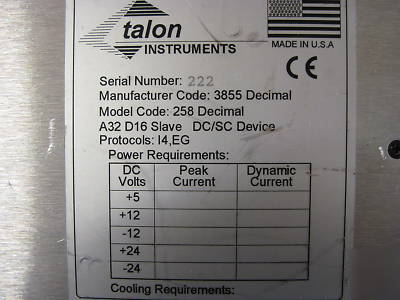 talon
INSTRUMENTS
MADE IN U.S.A
CE
Serial Number: 222
Manufacturer Code: 3855 Decimal
Model Code: 258 Decimal
A32 D16 Slave DC/SC Device
Protocols: I4,EG
Power Requirements:
DC Volts Peak Current Dynamic Current
+5
+12
-12
+24
-24
Cooling Requirements: